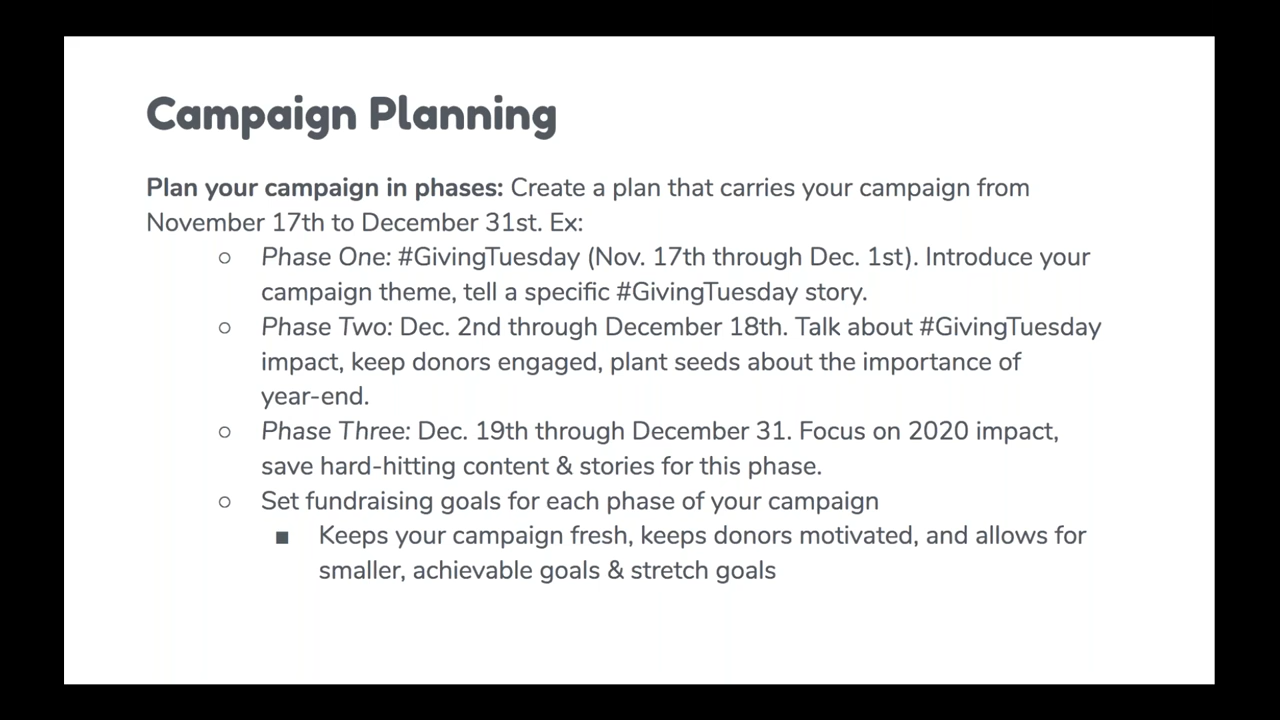 Campaign Planning
Plan your campaign in phases: Create a plan that carries your campaign from
November 17th to December 31st. Ex:
○ Phase One: #GivingTuesday (Nov. 17th through Dec. 1st). Introduce your
campaign theme, tell a specific #GivingTuesday story.
○ Phase Two: Dec. 2nd through December 18th. Talk about #GivingTuesday
impact, keep donors engaged, plant seeds about the importance of
year-end.
○ Phase Three: Dec. 19th through December 31. Focus on 2020 impact,
save hard-hitting content & stories for this phase.
○ Set fundraising goals for each phase of your campaign
■ Keeps your campaign fresh, keeps donors motivated, and allows for
smaller, achievable goals & stretch goals